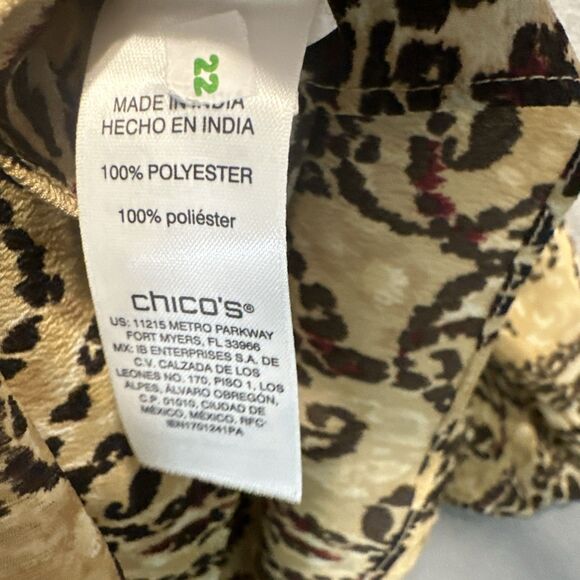 22
MADE IN INDIA
HECHO EN INDIA
100% POLYESTER
100% poliéster
chico's®
US: 11215 METRO PARKWAY
FORT MYERS, FL 33966
MX: IB ENTERPRISES S.A. DE
C.V. CALZADA DE LOS
LEONES NO. 170, PISO 1, LOS
ALPES, ÁLVARO OBREGÓN,
C.P. 01010, CIUDAD DE
MÉXICO, MÉXICO, RFC:
IEN1701241PA